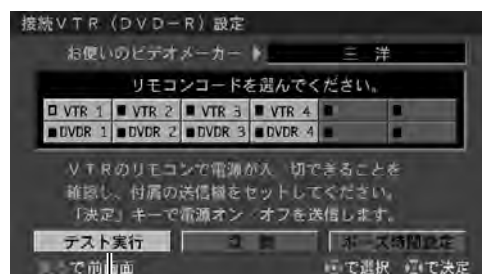 接続VTR(DVD-R)設定
お使いのビデオメーカー ▶ 三洋
リモコンコードを選んでください。
VTR 1 VTR 2 VTR 3 VTR 4
DVDR 1 DVDR 2 DVDR 3 DVDR 4
VTRのリモコンで電源が入/切できることを
確認し、付属の送信機をセットしてください。
「決定」キーで電源オン/オフを送信します。
テスト実行 登録 ポーズ時間設定
で前画面 で選択 で決定